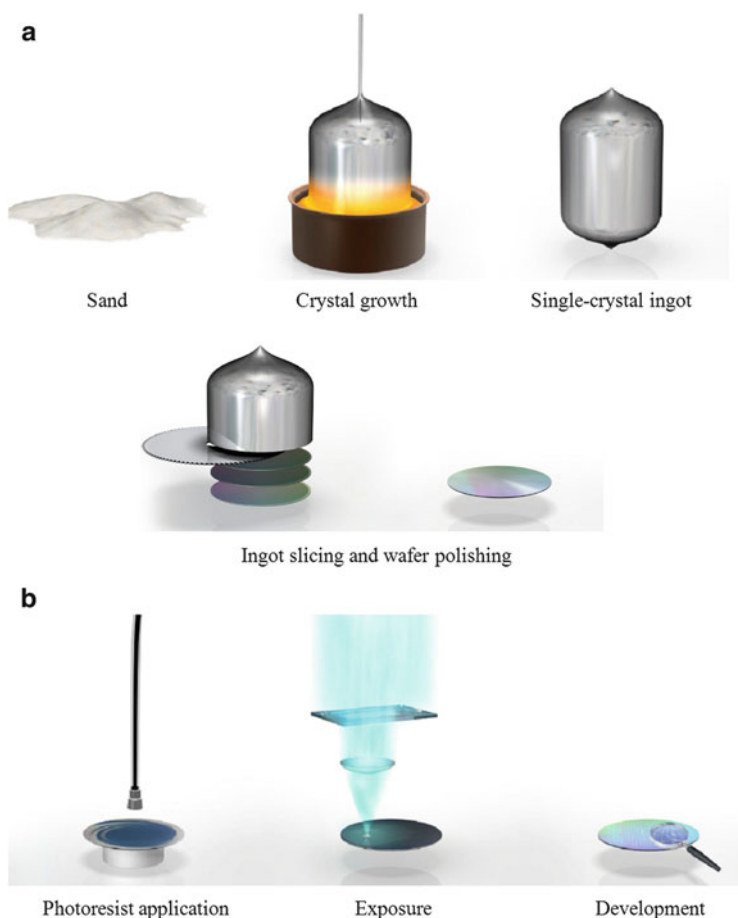 a
Sand
Crystal growth
Single-crystal ingot
Ingot slicing and wafer polishing
b
Photoresist application
Exposure
Development